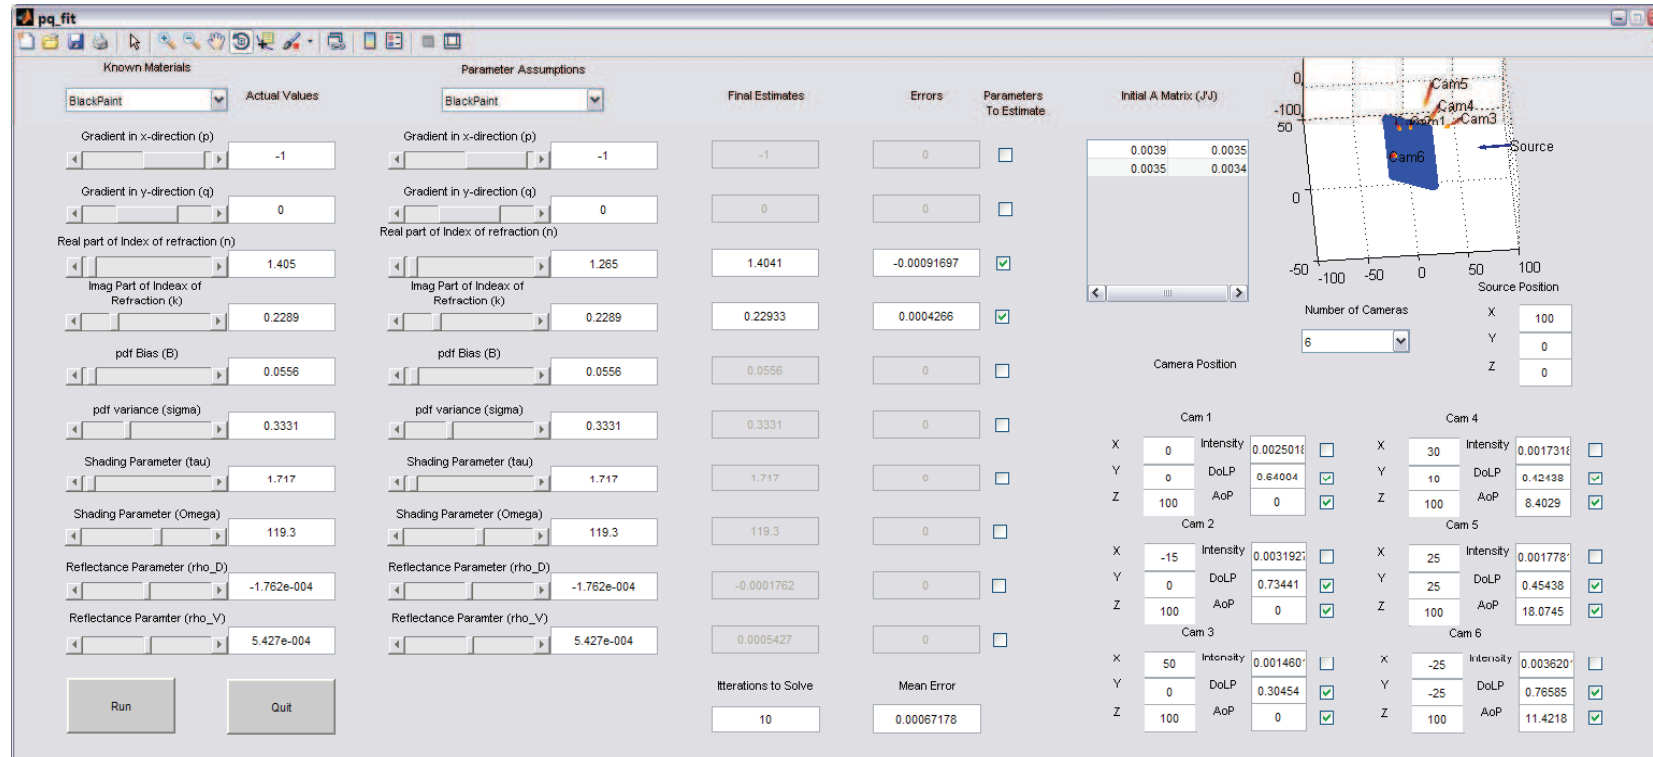 pq_fit
Known Materials
Parameter Assumptions
BlackPaint
Actual Values
BlackPaint
Final Estimates
Errors
Parameters
To Estimate
Initial A Matrix (J'J)
Gradient in x-direction (p)
-1
Gradient in x-direction (p)
-1
-1
0
Gradient in y-direction (q)
0
Gradient in y-direction (q)
0
0
0
Real part of Index of refraction (n)
1.405
Real part of Index of refraction (n)
1.265
1.4041
-0.00091697
Imag Part of Indeax of
Refraction (k)
0.2289
Imag Part of Indeax of
Refraction (k)
0.2289
0.22933
0.0004266
pdf Bias (B)
0.0556
pdf Bias (B)
0.0556
0.0556
0
pdf variance (sigma)
0.3331
pdf variance (sigma)
0.3331
0.3331
0
Shading Parameter (tau)
1.717
Shading Parameter (tau)
1.717
1.717
0
Shading Parameter (Omega)
119.3
Shading Parameter (Omega)
119.3
119.3
0
Reflectance Parameter (rho_D)
-1.762e-004
Reflectance Parameter (rho_D)
-1.762e-004
-0.0001762
0
Reflectance Paramter (rho_V)
5.427e-004
Reflectance Paramter (rho_V)
5.427e-004
0.0005427
0
Run
Quit
Itterations to Solve
10
Mean Error
0.00067178
0.0039 0.0035
0.0035 0.0034
0
-100
50
0
-50
-100
-50
0
50
100
Cam5
Cam4
Cam1
Cam3
Cam6
Source
Number of Cameras
6
Source Position
X 100
Y 0
Z 0
Camera Position
Cam 1
X 0 Intensity 0.0025018
Y 0 DoLP 0.64004
Z 100 AoP 0
Cam 2
X -15 Intensity 0.0031927
Y 0 DoLP 0.73441
Z 100 AoP 0
Cam 3
X 50 Intensity 0.001460
Y 0 DoLP 0.30454
Z 100 AoP 0
Cam 4
X 30 Intensity 0.0017318
Y 10 DoLP 0.42438
Z 100 AoP 8.4029
Cam 5
X 25 Intensity 0.001778
Y 25 DoLP 0.45438
Z 100 AoP 18.0745
Cam 6
X -25 Intensity 0.003620
Y -25 DoLP 0.76585
Z 100 AoP 11.4218